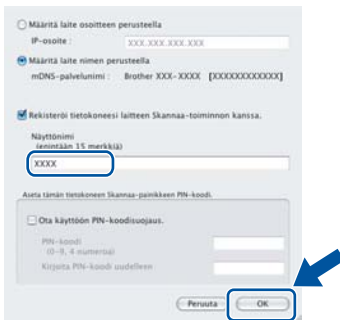 Määritä laite osoitteen perusteella
IP-osoite : XXX.XXX.XXX.XXX
Määritä laite nimen perusteella
mDNS-palvelunimi : Brother XXX-XXXX [XXXXXXXXXXXX]
Rekisteröi tietokoneesi laitteen Skannaa-toiminnon kanssa.
Näyttönimi
(enintään 15 merkkiä)
XXXX
Aseta tämän tietokoneen Skannaa-painikkeen PIN-koodi.
Ota käyttöön PIN-koodisuojaus.
PIN-koodi
(0-9, 4 numeroa)
Kirjoita PIN-koodi uudelleen
Peruuta OK